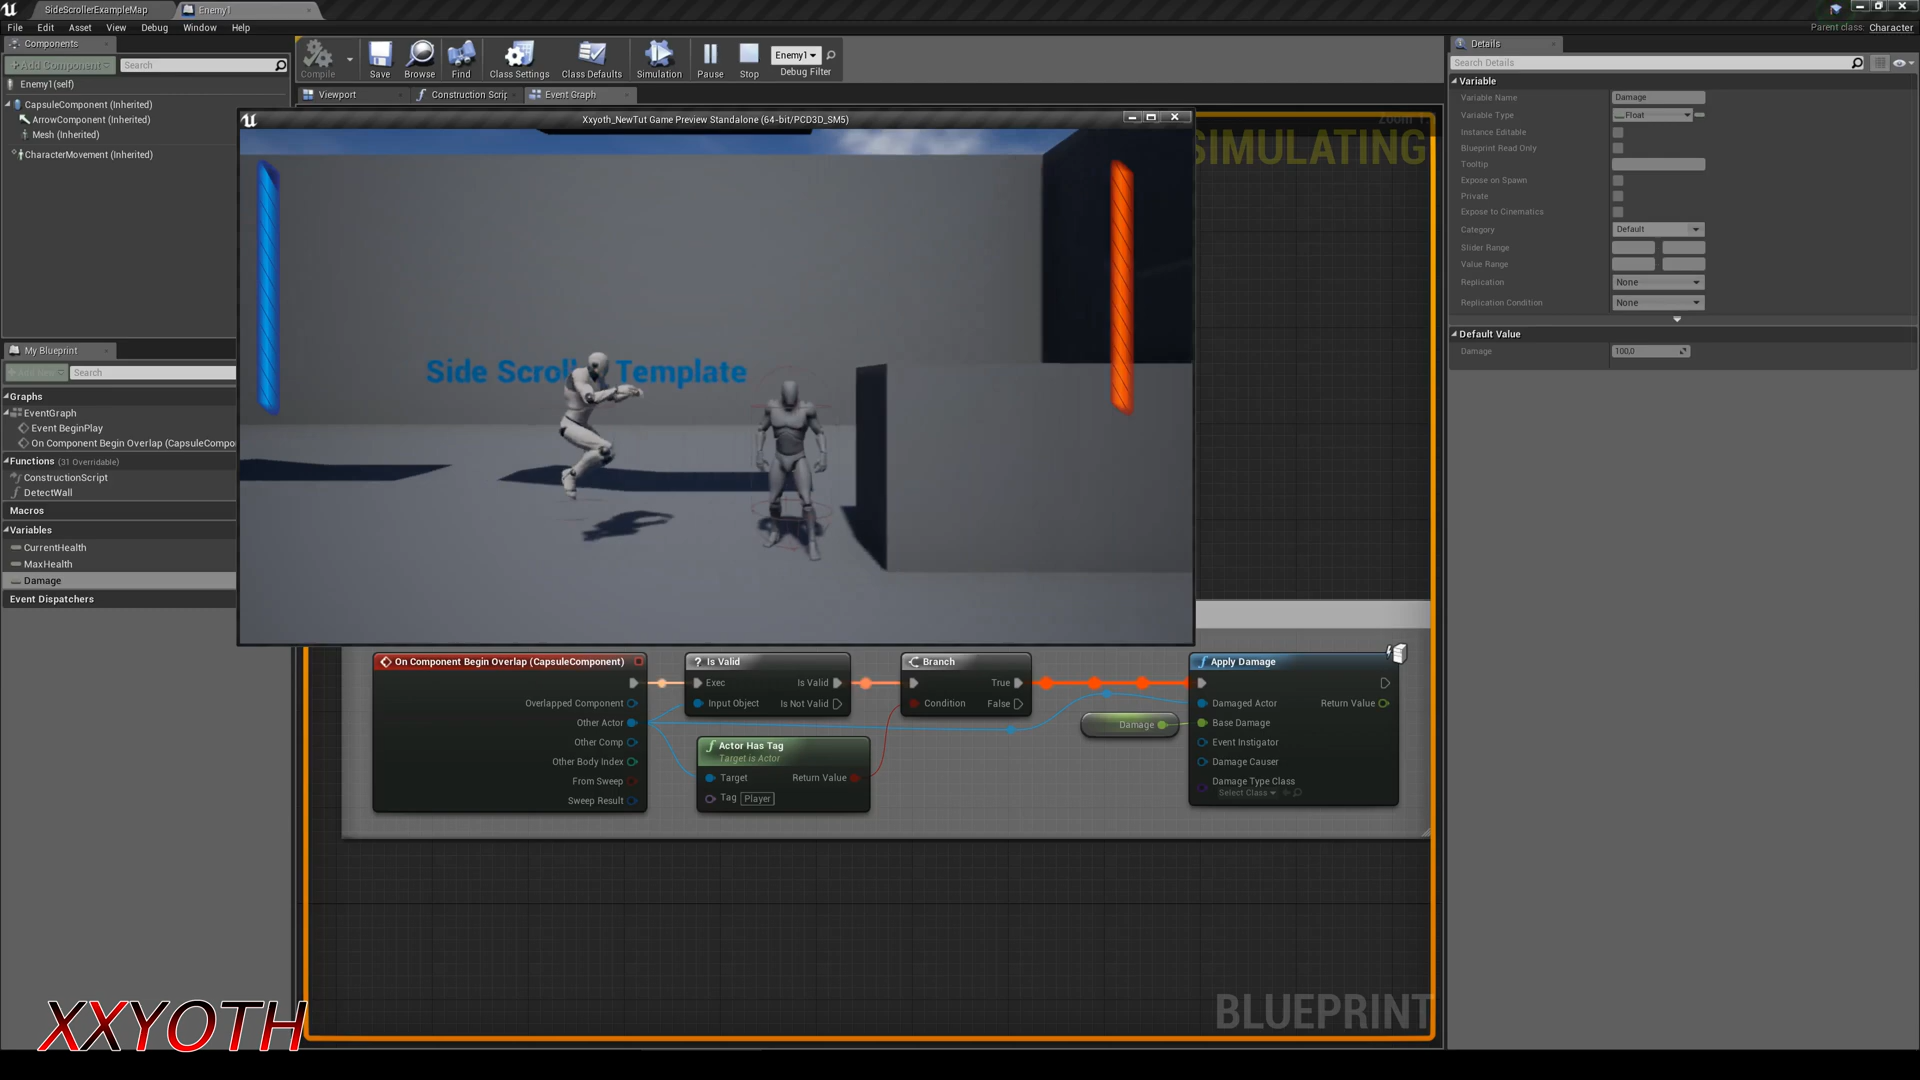 SideScrollerExampleMap
Enemy1
File Edit Asset View Debug Window Help
Parent class: Character
Components
+Add Component
Search
Enemy1(self)
CapsuleComponent (Inherited)
ArrowComponent (Inherited)
Mesh (Inherited)
CharacterMovement (Inherited)
My Blueprint
+Add New
Search
Graphs
EventGraph
Event BeginPlay
On Component Begin Overlap (CapsuleCompo
Functions (31 Overridable)
ConstructionScript
DetectWall
Macros
Variables
CurrentHealth
MaxHealth
Damage
Event Dispatchers
Compile
Save
Browse
Find
Class Settings
Class Defaults
Simulation
Pause
Stop
Enemy1
Debug Filter
Viewport
Construction Scrip
Event Graph
Zoom 1:
SIMULATING
Xxyoth_NewTut Game Preview Standalone (64-bit/PCD3D_SM5)
Side Scroll Template
On Component Begin Overlap (CapsuleComponent)
Overlapped Component
Other Actor
Other Comp
Other Body Index
From Sweep
Sweep Result
Is Valid
Exec Is Valid
Input Object Is Not Valid
Actor Has Tag
Target is Actor
Target Return Value
Tag Player
Branch
True
Condition False
Damage
Apply Damage
Damaged Actor Return Value
Base Damage
Event Instigator
Damage Causer
Damage Type Class
Select Class
BLUEPRINT
Details
Search Details
Variable
Variable Name Damage
Variable Type Float
Instance Editable
Blueprint Read Only
Tooltip
Expose on Spawn
Private
Expose to Cinematics
Category Default
Slider Range
Value Range
Replication None
Replication Condition None
Default Value
Damage 100.0
XXYOTH